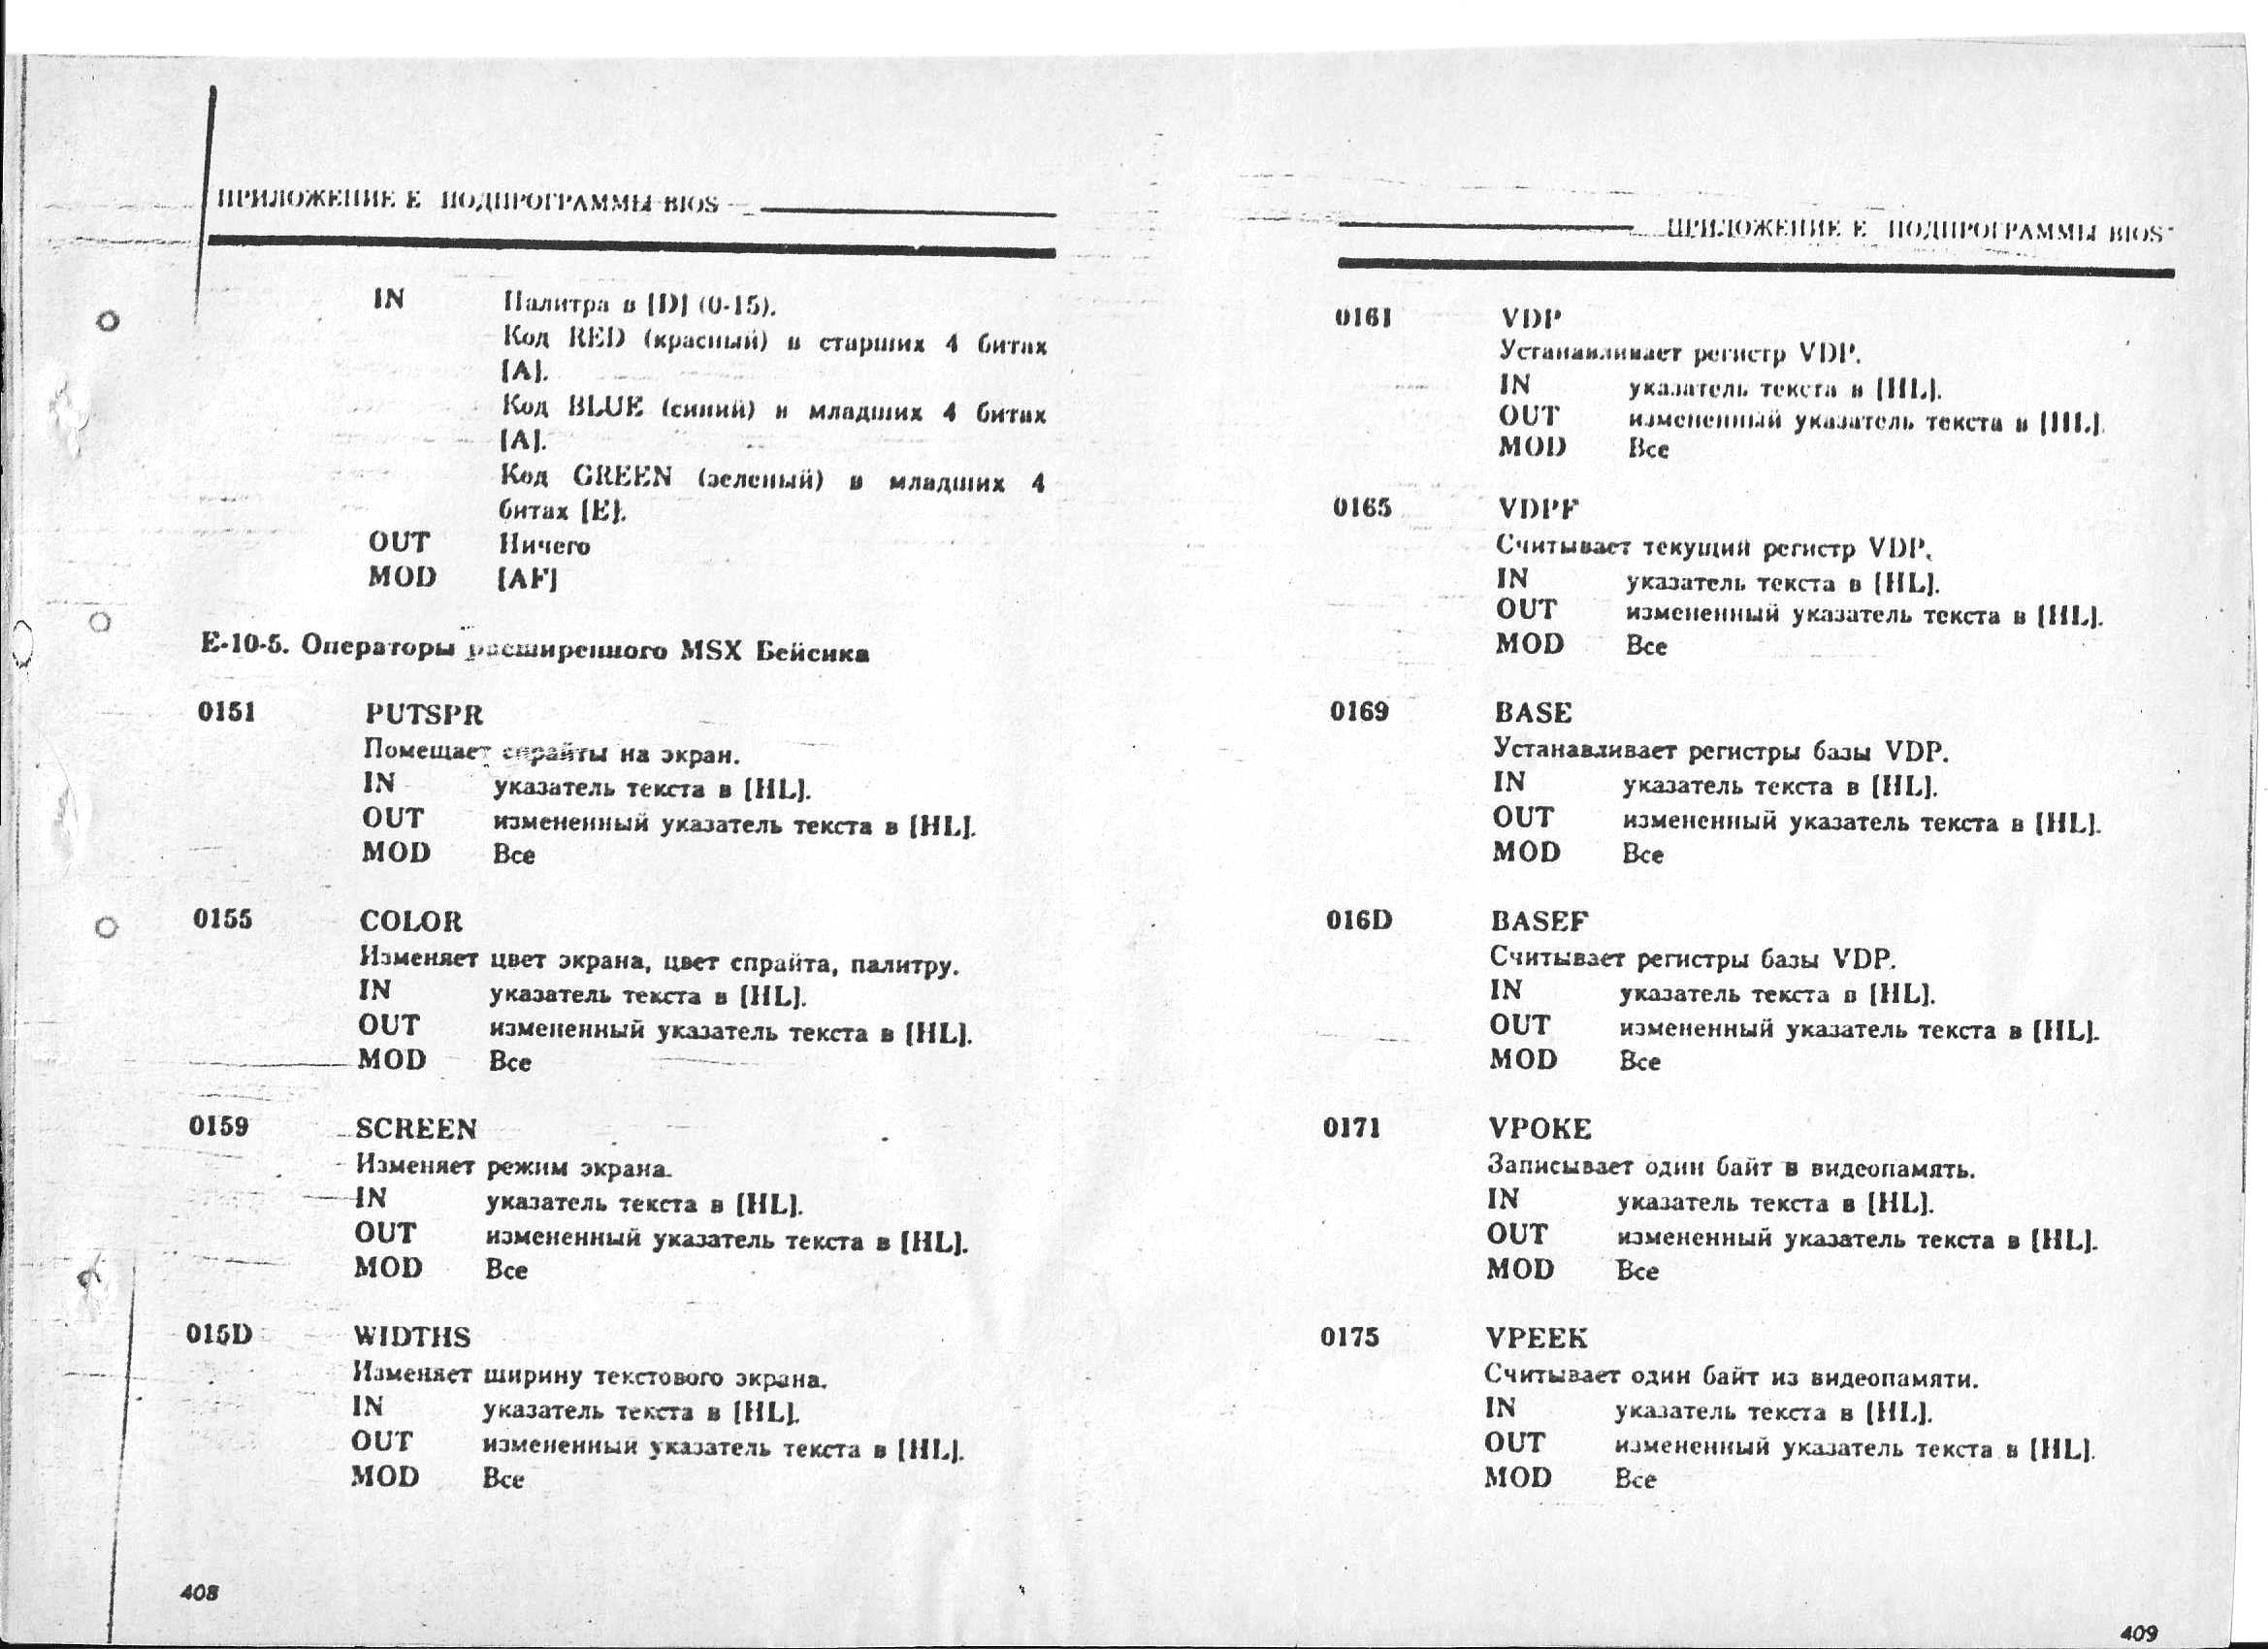 ПРИЛОЖЕНИЕ Е ПОДПРОГРАММЫ BIOS
IN Палитра в [D] (0-15).
Код RED (красный) в старших 4 битах
[A].
Код BLUE (синий) в младших 4 битах
[A].
Код GREEN (зеленый) в младших 4
битах [E].
OUT Ничего
MOD [AF]
Е-10-5. Операторы расширенного MSX Бейсика
0151 PUTSPR
Помещает спрайты на экран.
IN указатель текста в [HL].
OUT измененный указатель текста в [HL].
MOD Все
0155 COLOR
Изменяет цвет экрана, цвет спрайта, палитру.
IN указатель текста в [HL].
OUT измененный указатель текста в [HL].
MOD Все
0159 SCREEN
Изменяет режим экрана.
IN указатель текста в [HL].
OUT измененный указатель текста в [HL].
MOD Все
015D WIDTHS
Изменяет ширину текстового экрана.
IN указатель текста в [HL].
OUT измененный указатель текста в [HL].
MOD Все
408
ПРИЛОЖЕНИЕ Е ПОДПРОГРАММЫ BIOS
0161 VDP
Устанавливает регистр VDP.
IN указатель текста в [HL].
OUT измененный указатель текста в [HL].
MOD Все
0165 VDPF
Считывает текущий регистр VDP.
IN указатель текста в [HL].
OUT измененный указатель текста в [HL].
MOD Все
0169 BASE
Устанавливает регистры базы VDP.
IN указатель текста в [HL].
OUT измененный указатель текста в [HL].
MOD Все
016D BASEF
Считывает регистры базы VDP.
IN указатель текста в [HL].
OUT измененный указатель текста в [HL].
MOD Все
0171 VPOKE
Записывает один байт в видеопамять.
IN указатель текста в [HL].
OUT измененный указатель текста в [HL].
MOD Все
0175 VPEEK
Считывает один байт из видеопамяти.
IN указатель текста в [HL].
OUT измененный указатель текста в [HL].
MOD Все
409